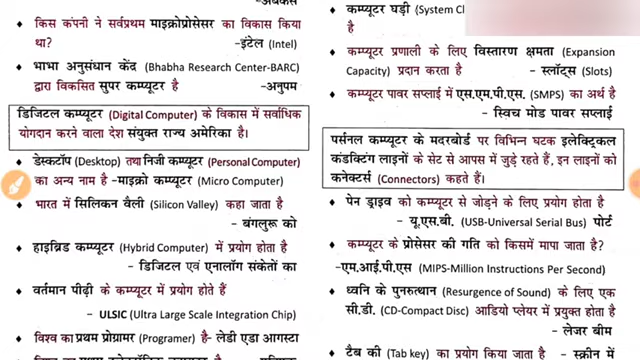 अबेकस
♦ किस कंपनी ने सर्वप्रथम माइक्रोप्रोसेसर का विकास किया
था? –इंटेल (Intel)
♦ भाभा अनुसंधान केंद (Bhabha Research Center-BARC)
द्वारा विकसित सुपर कम्प्यूटर है –अनुपम
डिजिटल कम्प्यूटर (Digital Computer) के विकास में सर्वाधिक
योगदान करने वाला देश संयुक्त राज्य अमेरिका है।
♦ डेस्कटॉप (Desktop) तथा निजी कम्प्यूटर (Personal Computer)
का अन्य नाम है –माइक्रो कम्प्यूटर (Micro Computer)
♦ भारत में सिलिकन वैली (Silicon Valley) कहा जाता है
– बंगलुरू को
♦ हाइब्रिड कम्प्यूटर (Hybrid Computer) में प्रयोग होता है
– डिजिटल एवं एनालॉग संकेतों का
♦ वर्तमान पीढ़ी के कम्प्यूटर में प्रयोग होते हैं
– ULSIC (Ultra Large Scale Integration Chip)
♦ विश्व का प्रथम प्रोग्रामर (Programer) है– लेडी एडा आगस्टा
♦ कम्प्यूटर घड़ी (System Cl
है
♦ कम्प्यूटर प्रणाली के लिए विस्तारण क्षमता (Expansion
Capacity) प्रदान करता है – स्लॉट्स (Slots)
♦ कम्प्यूटर पावर सप्लाई में एस.एम.पी.एस. (SMPS) का अर्थ है
– स्विच मोड पावर सप्लाई
पर्सनल कम्प्यूटर के मदरबोर्ड पर विभिन्न घटक इलेक्ट्रिकल
कंडक्टिंग लाइनों के सेट से आपस में जुड़े रहते हैं, इन लाइनों को
कनेक्टर्स (Connectors) कहते हैं।
♦ पेन ड्राइव को कम्प्यूटर से जोड़ने के लिए प्रयोग होता है
– यू.एस.बी. (USB-Universal Serial Bus) पोर्ट
♦ कम्प्यूटर के प्रोसेसर की गति को किसमें मापा जाता है?
–एम.आई.पी.एस (MIPS-Million Instructions Per Second)
♦ ध्वनि के पुनरुत्थान (Resurgence of Sound) के लिए एक
सी.डी. (CD-Compact Disc) आडियो प्लेयर में प्रयुक्त होता है
– लेजर बीम
♦ टैब की (Tab key) का प्रयोग किया जाता है – स्क्रीन में